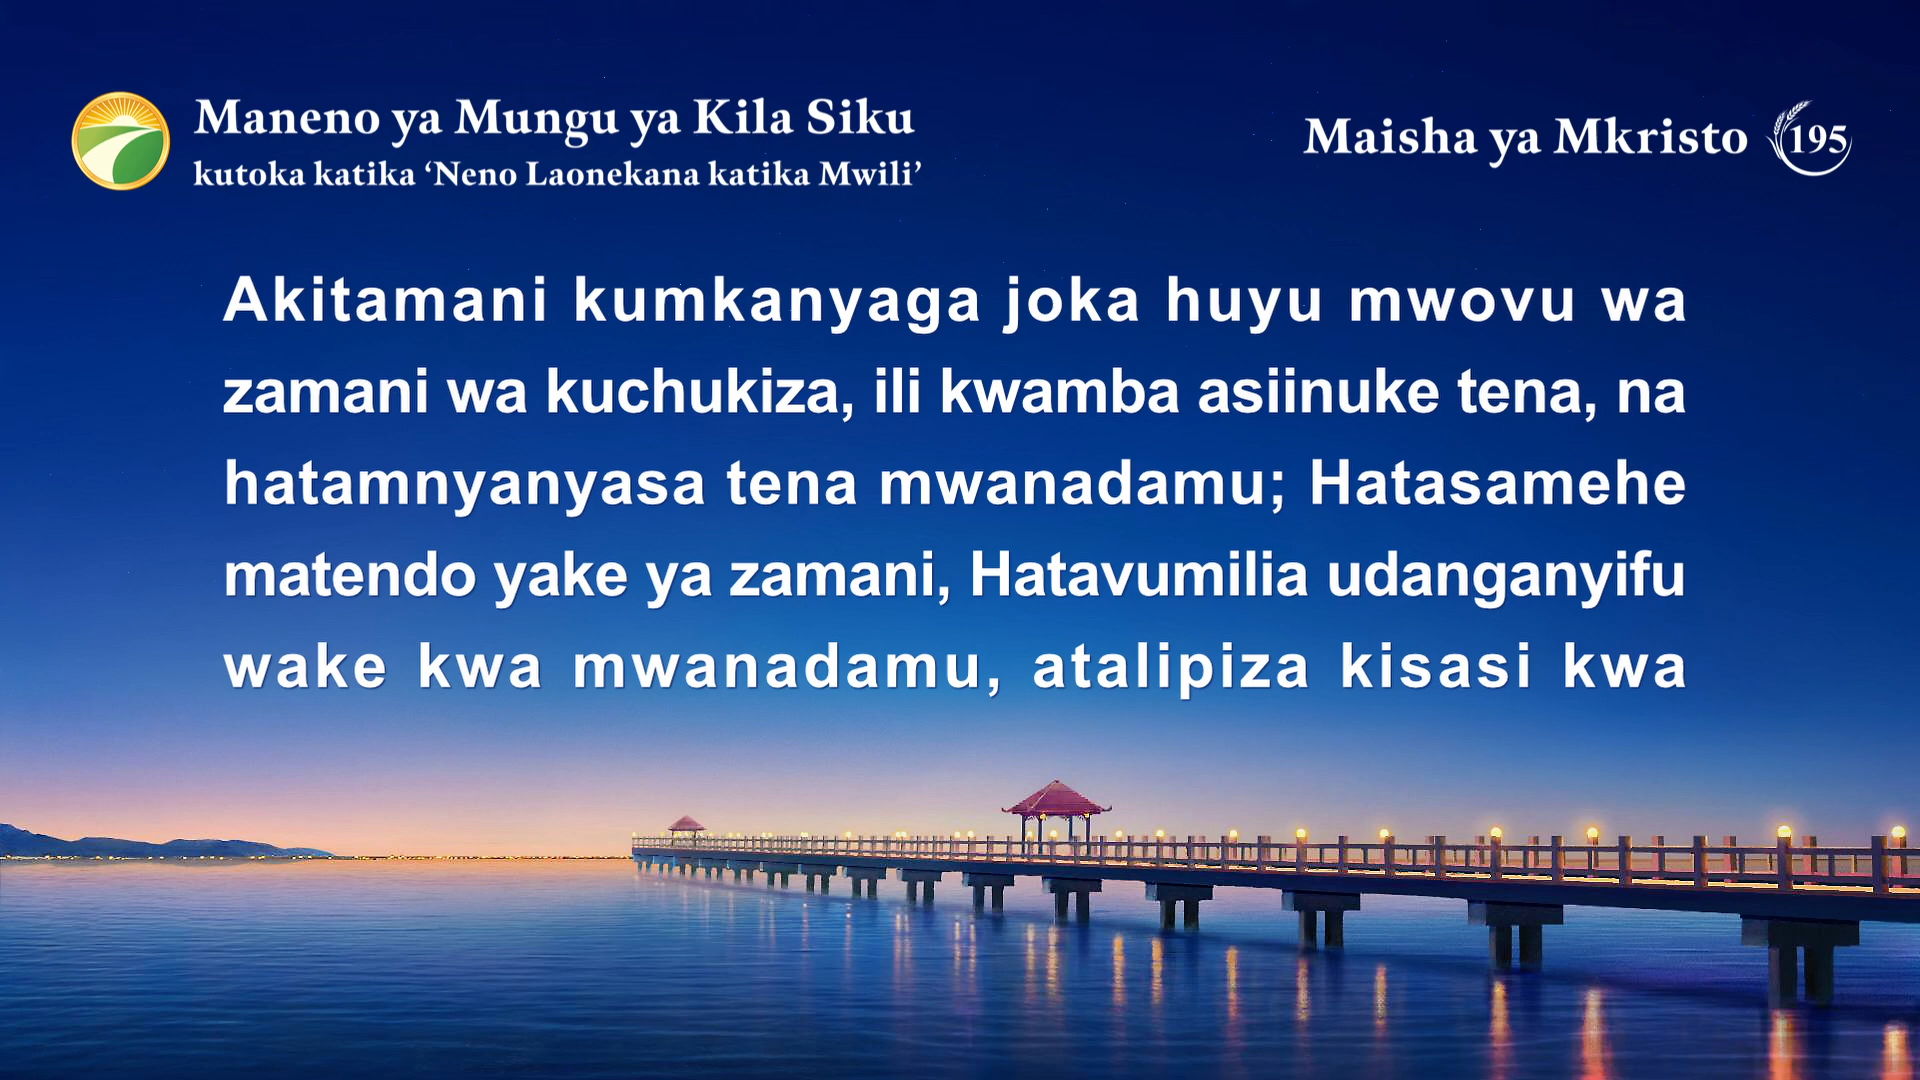 Maneno ya Mungu ya Kila Siku
kutoka katika ‘Neno Laonekana katika Mwili’
Maisha ya Mkristo 195
Akitamani kumkanyaga joka huyu mwovu wa
zamani wa kuchukiza, ili kwamba asiinuke tena, na
hatamnyanyasa tena mwanadamu; Hatasamehe
matendo yake ya zamani, Hatavumilia udanganyifu
wake kwa mwanadamu, atalipiza kisasi kwa